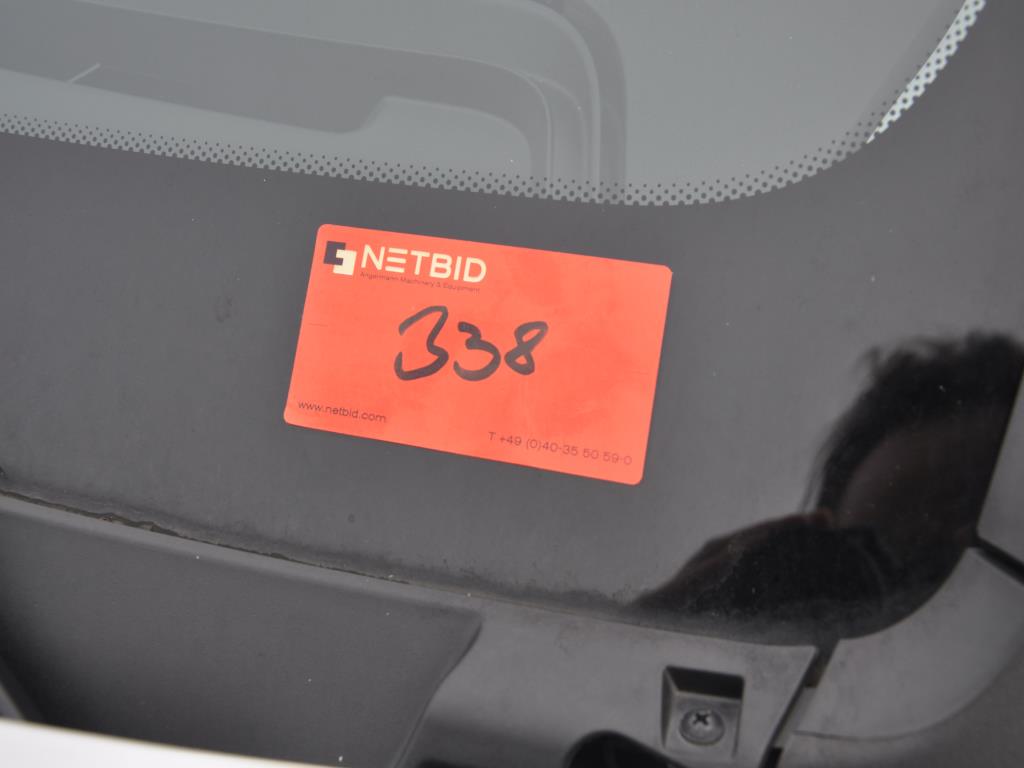 NETBID
Angermann Machinery & Equipment
338
www.netbid.com
T +49 (0)40-35 50 59-0